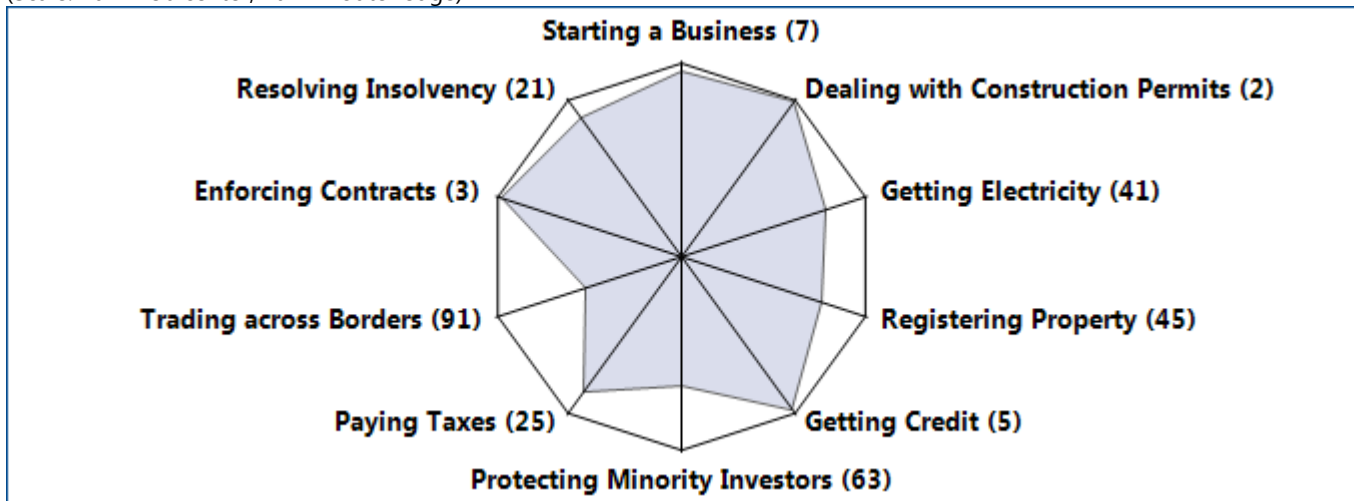 Starting a Business (7)
Resolving Insolvency (21)
Dealing with Construction Permits (2)
Enforcing Contracts (3)
Getting Electricity (41)
Trading across Borders (91)
Registering Property (45)
Paying Taxes (25)
Getting Credit (5)
Protecting Minority Investors (63)